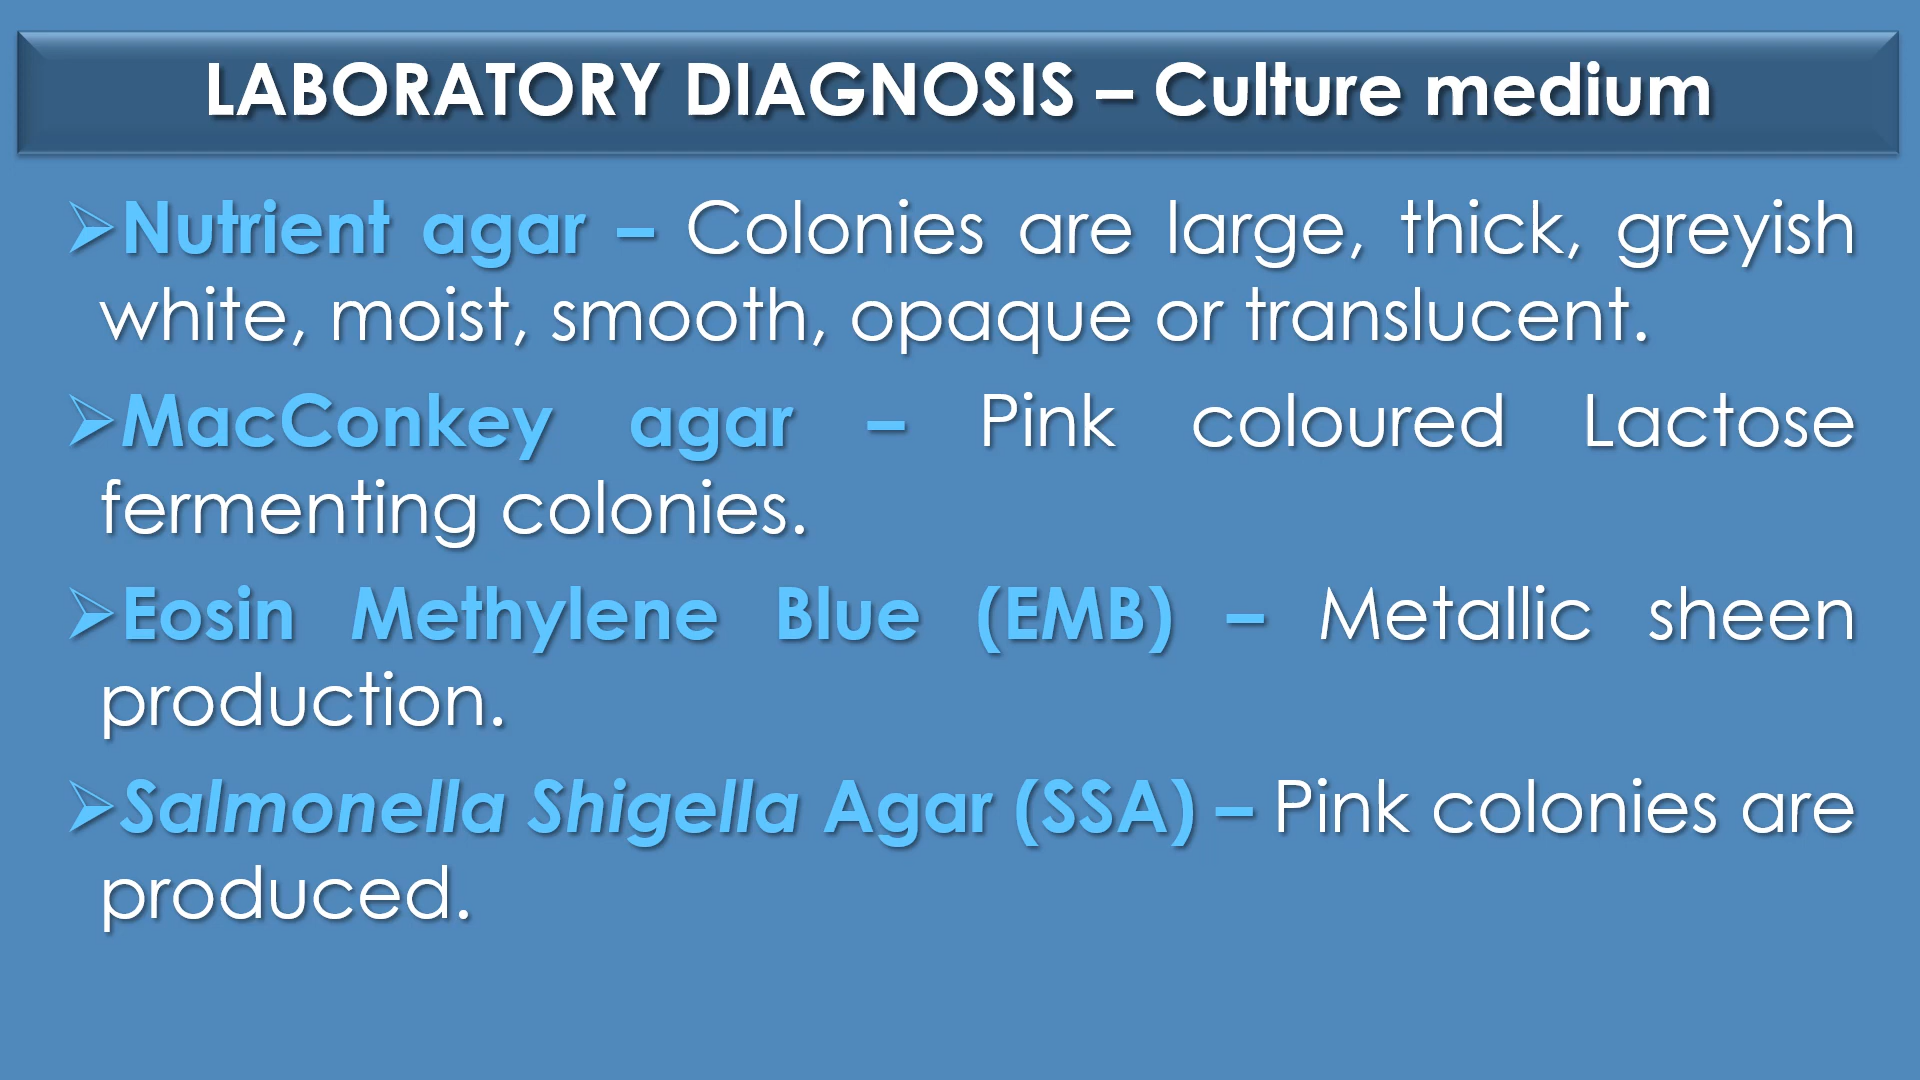 LABORATORY DIAGNOSIS – Culture medium
➢Nutrient agar – Colonies are large, thick, greyish
white, moist, smooth, opaque or translucent.
➢MacConkey agar – Pink coloured Lactose
fermenting colonies.
➢Eosin Methylene Blue (EMB) – Metallic sheen
production.
➢Salmonella Shigella Agar (SSA) – Pink colonies are
produced.